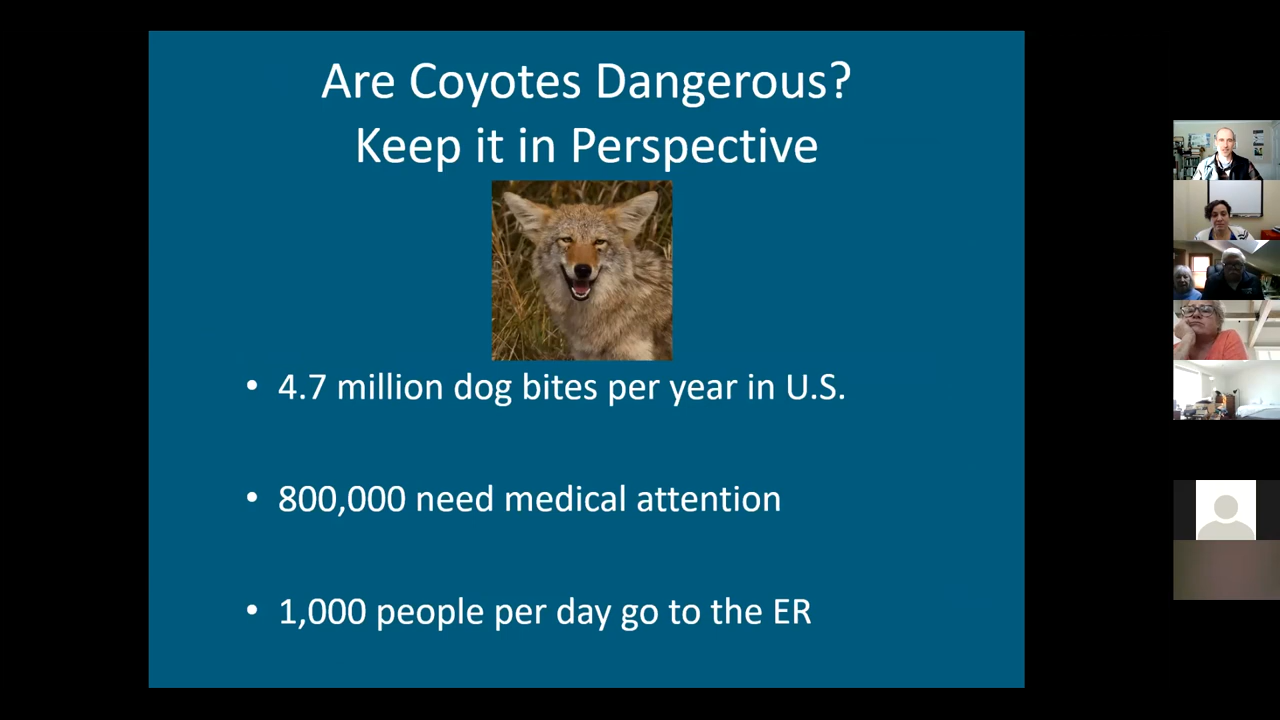 Are Coyotes Dangerous?
Keep it in Perspective
• 4.7 million dog bites per year in U.S.
• 800,000 need medical attention
• 1,000 people per day go to the ER